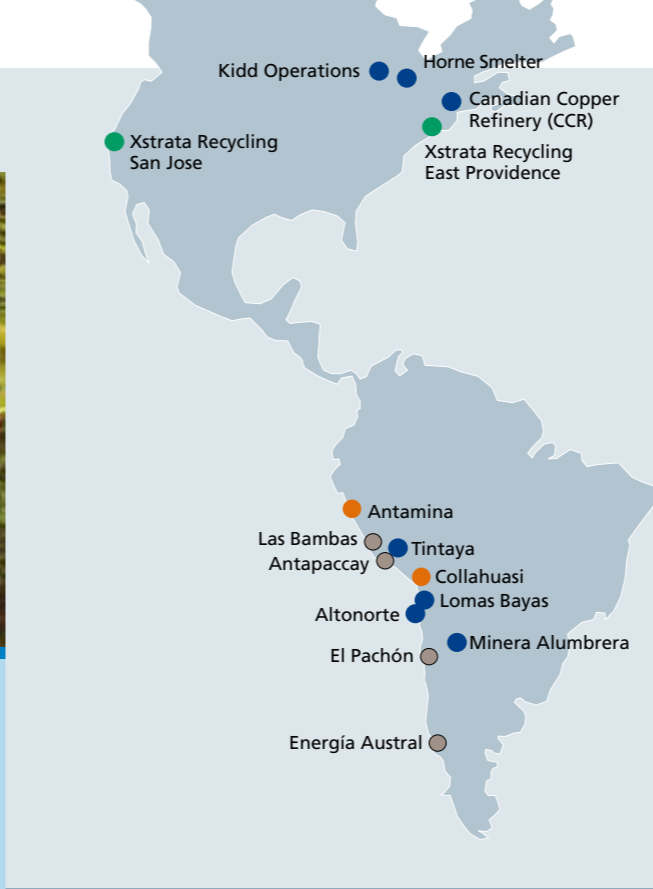 Horne Smelter
Kidd Operations
Canadian Copper
Refinery (CCR)
Xstrata Recycling
San Jose
Xstrata Recycling
East Providence
Antamina
Las Bambas
Tintaya
Antapaccay
Collahuasi
Lomas Bayas
Altonorte
Minera Alumbrera
El Pachón
Energía Austral